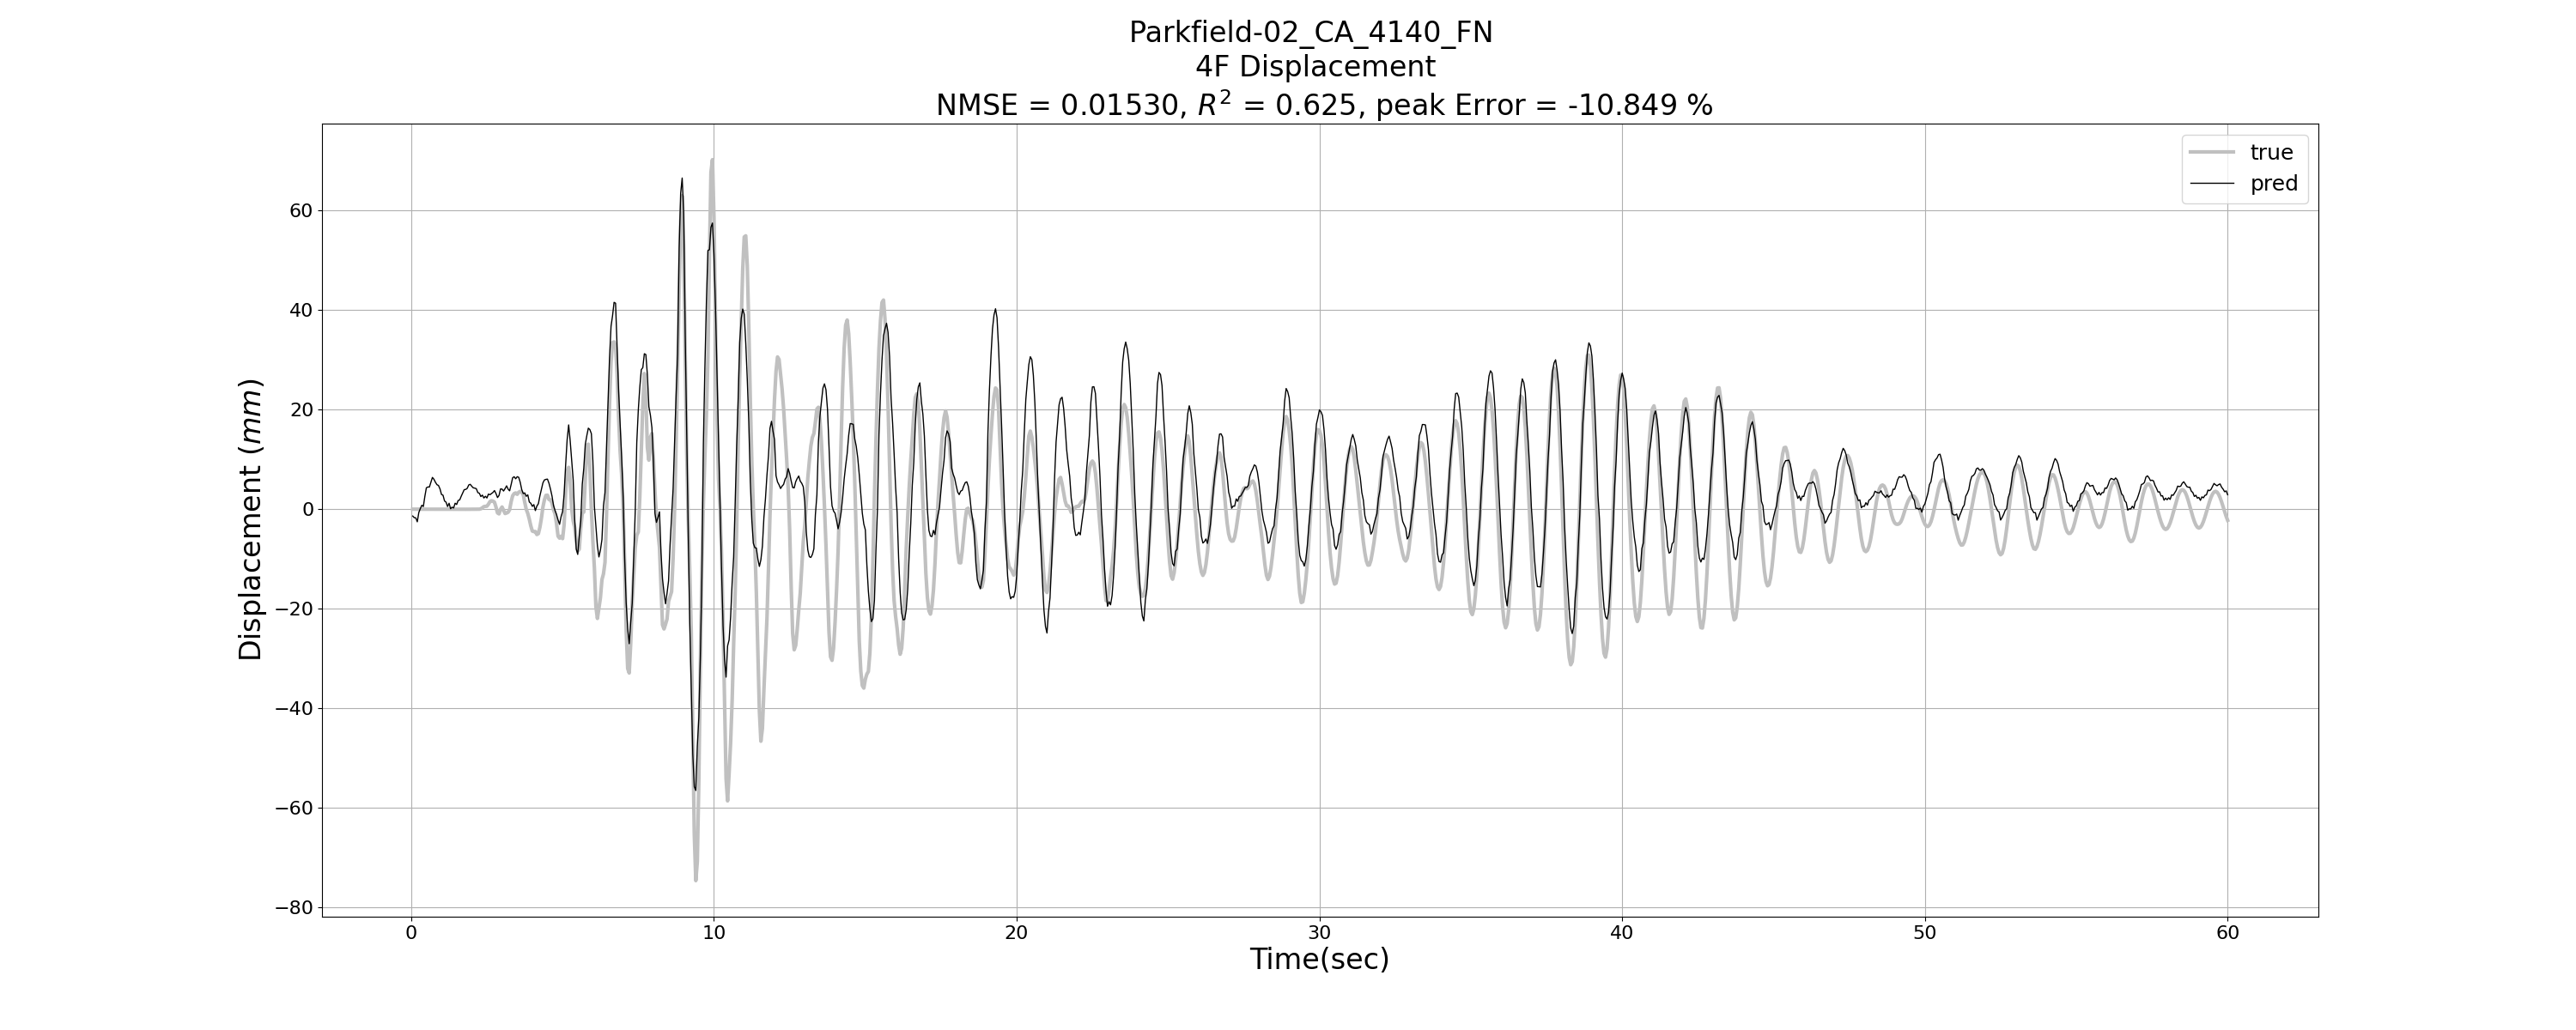 Parkfield-02_CA_4140_FN
4F Displacement
NMSE = 0.01530, R² = 0.625, peak Error = -10.849 %
true
pred
60
40
20
0
−20
−40
−60
−80
Displacement (mm)
0 10 20 30 40 50 60
Time(sec)